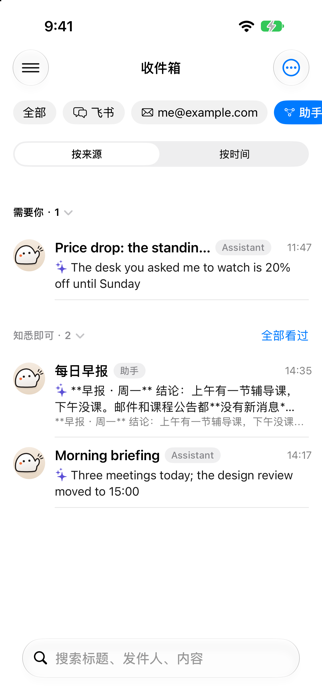 9:41
收件箱
全部
飞书
me@example.com
助手
按来源
按时间
需要你 · 1
Price drop: the standin...
Assistant
11:47
The desk you asked me to watch is 20%
off until Sunday
知悉即可 · 2
全部看过
每日早报
助手
14:35
**早报 · 周一** 结论：上午有一节辅导课，
下午没课。邮件和课程公告都**没有新消息*...
**早报 · 周一** 结论：上午有一节辅导课，下午没课...
Morning briefing
Assistant
14:17
Three meetings today; the design review
moved to 15:00
搜索标题、发件人、内容